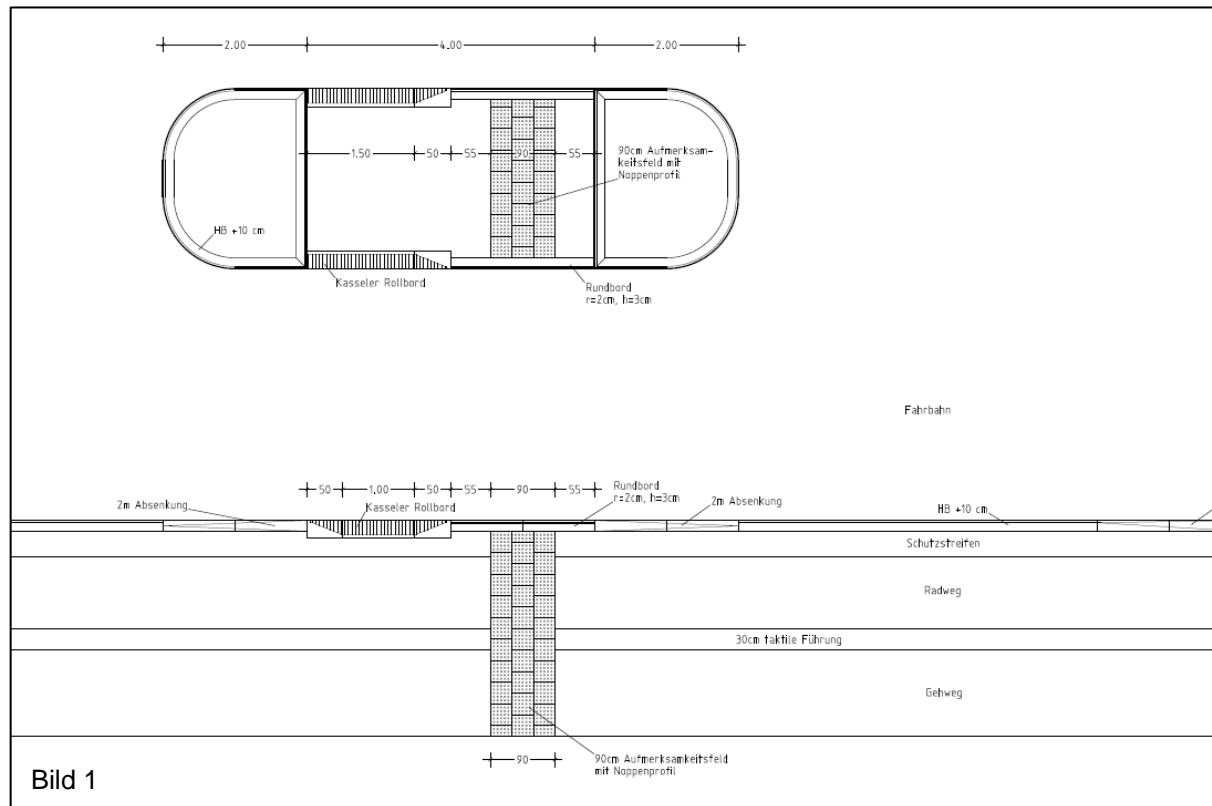 2.00 4.00 2.00
1.50 50 55 90 55
90cm Aufmerksam-
keitsfeld mit
Noppenprofil
HB +10 cm
Kasseler Rollbord
Rundbord
r=2cm, h=3cm
Fahrbahn
50 1.00 50 55 90 55
2m Absenkung
Kasseler Rollbord
Rundbord
r=2cm, h=3cm
2m Absenkung
HB +10 cm
Schutzstreifen
Radweg
30cm taktile Führung
Gehweg
90
90cm Aufmerksamkeitsfeld
mit Noppenprofil
Bild 1